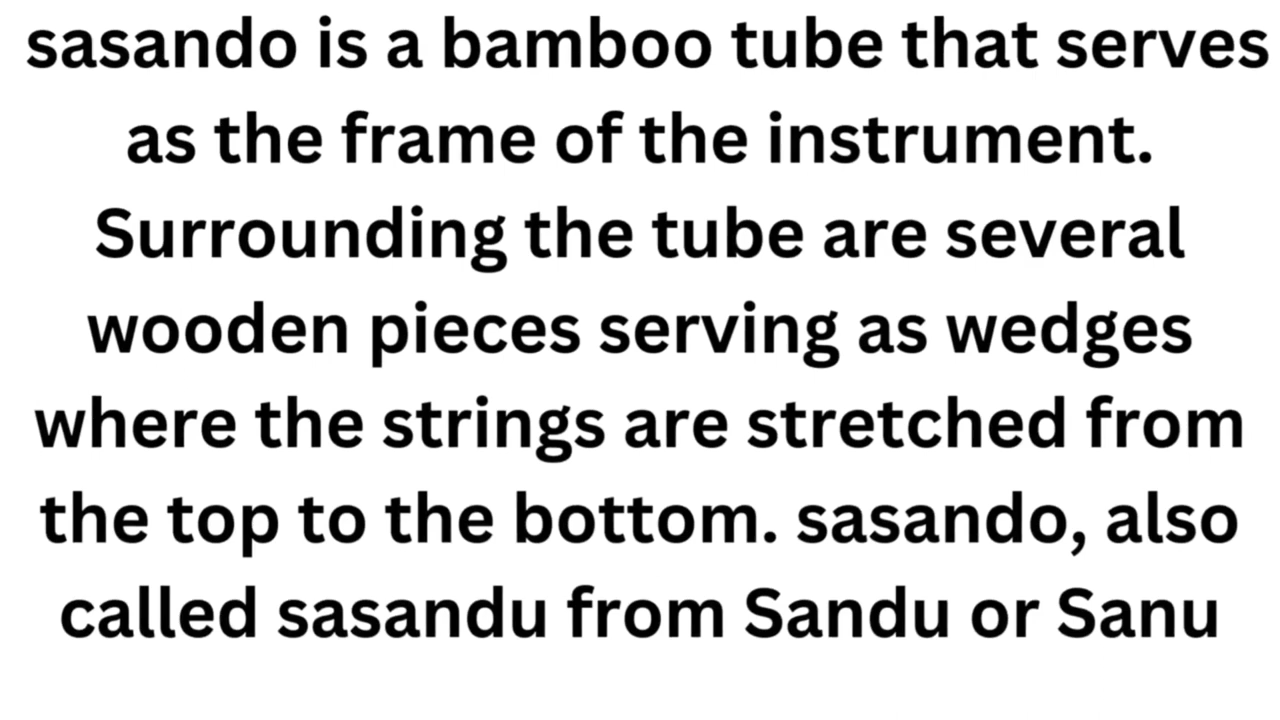 sasando is a bamboo tube that serves
as the frame of the instrument.
Surrounding the tube are several
wooden pieces serving as wedges
where the strings are stretched from
the top to the bottom. sasando, also
called sasandu from Sandu or Sanu